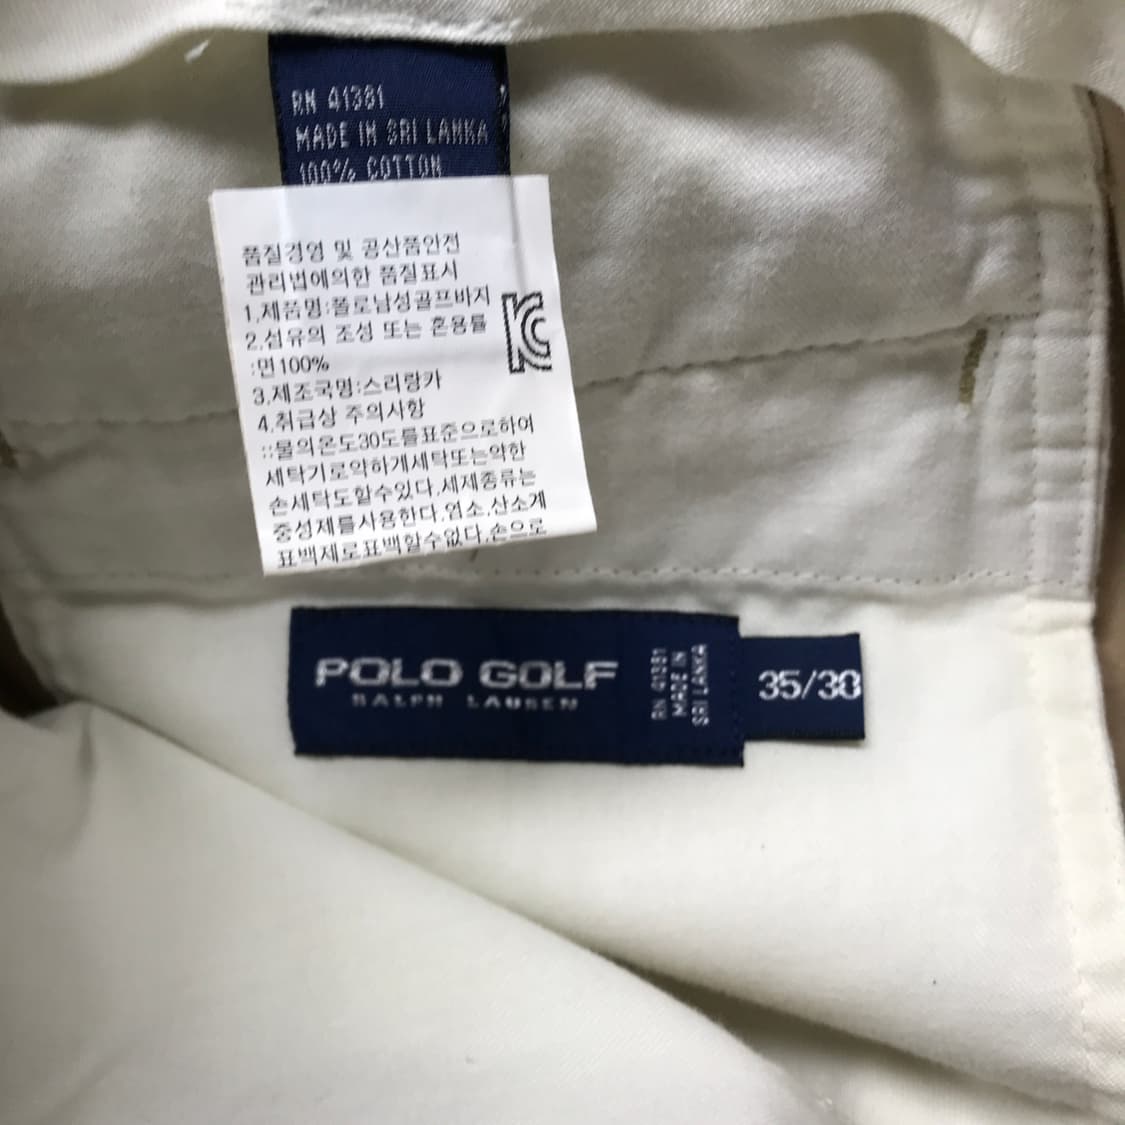 RN 41381
MADE IN SRI LANKA
100% COTTON
품질경영 및 공산품안전
관리법에의한 품질표시
1.제품명:폴로남성골프바지
2.섬유의 조성 또는 혼용률
:면100%
3.제조국명:스리랑카
4.취급상 주의사항
::물의온도30도를표준으로하여
세탁기로약하게세탁또는약한
손세탁도할수있다.세제종류는
중성제를사용한다.염소,산소계
표백제로표백할수없다.손으로
POLO GOLF
RALPH LAUREN
RN 41381
MADE IN
SRI LANKA
35/30